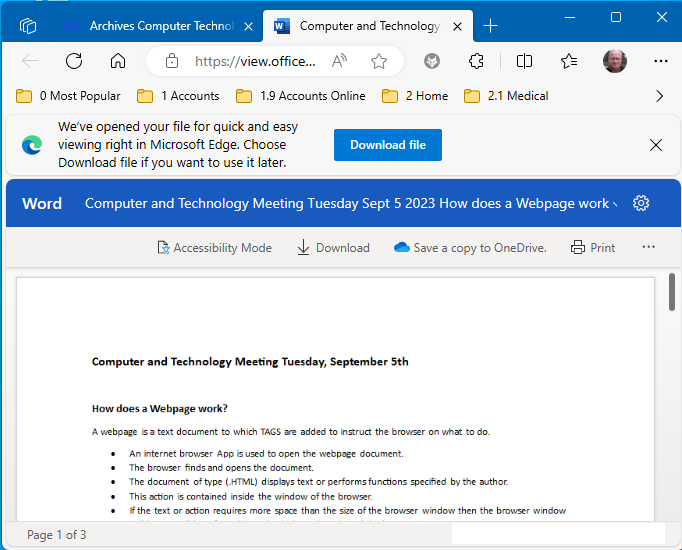 Archives Computer Technol
Computer and Technology
https://view.office...
0 Most Popular
1 Accounts
1.9 Accounts Online
2 Home
2.1 Medical
We've opened your file for quick and easy
viewing right in Microsoft Edge. Choose
Download file if you want to use it later.
Download file
Word
Computer and Technology Meeting Tuesday Sept 5 2023 How does a Webpage work
Accessibility Mode
Download
Save a copy to OneDrive.
Print
Computer and Technology Meeting Tuesday, September 5th
How does a Webpage work?
A webpage is a text document to which TAGS are added to instruct the browser on what to do.
• An internet browser App is used to open the webpage document.
• The browser finds and opens the document.
• The document of type (.HTML) displays text or performs functions specified by the author.
• This action is contained inside the window of the browser.
• If the text or action requires more space than the size of the browser window then the browser window
Page 1 of 3